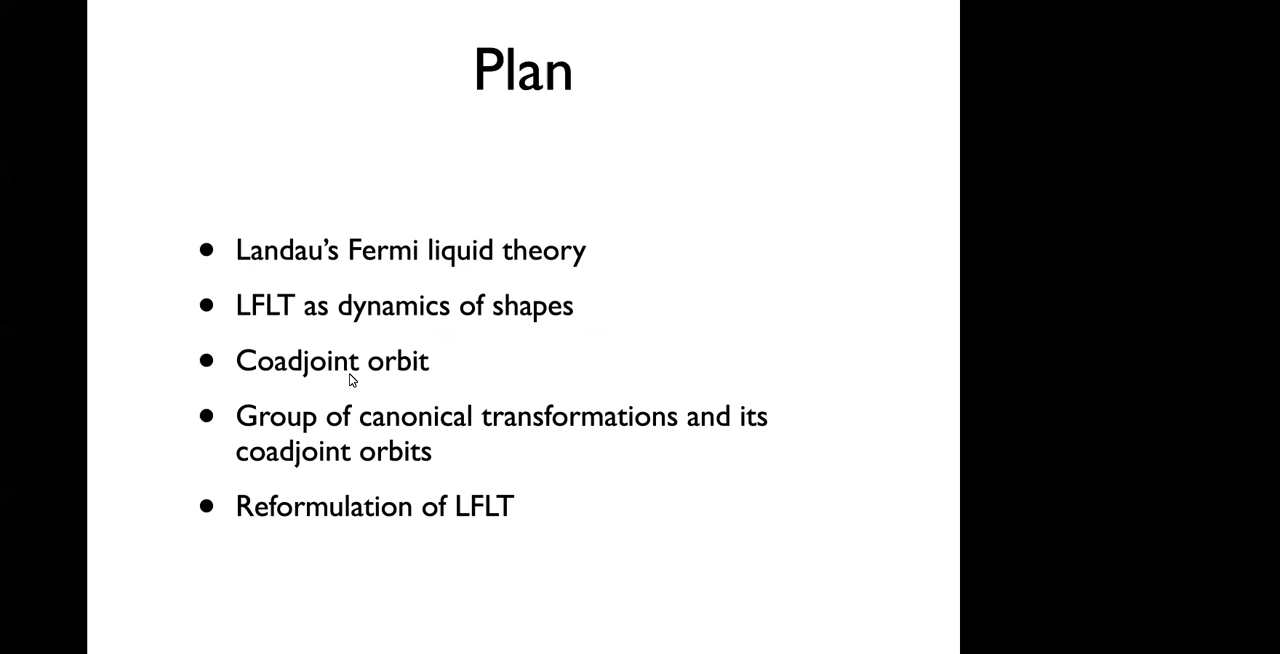 Plan
• Landau’s Fermi liquid theory
• LFLT as dynamics of shapes
• Coadjoint orbit
• Group of canonical transformations and its
coadjoint orbits
• Reformulation of LFLT